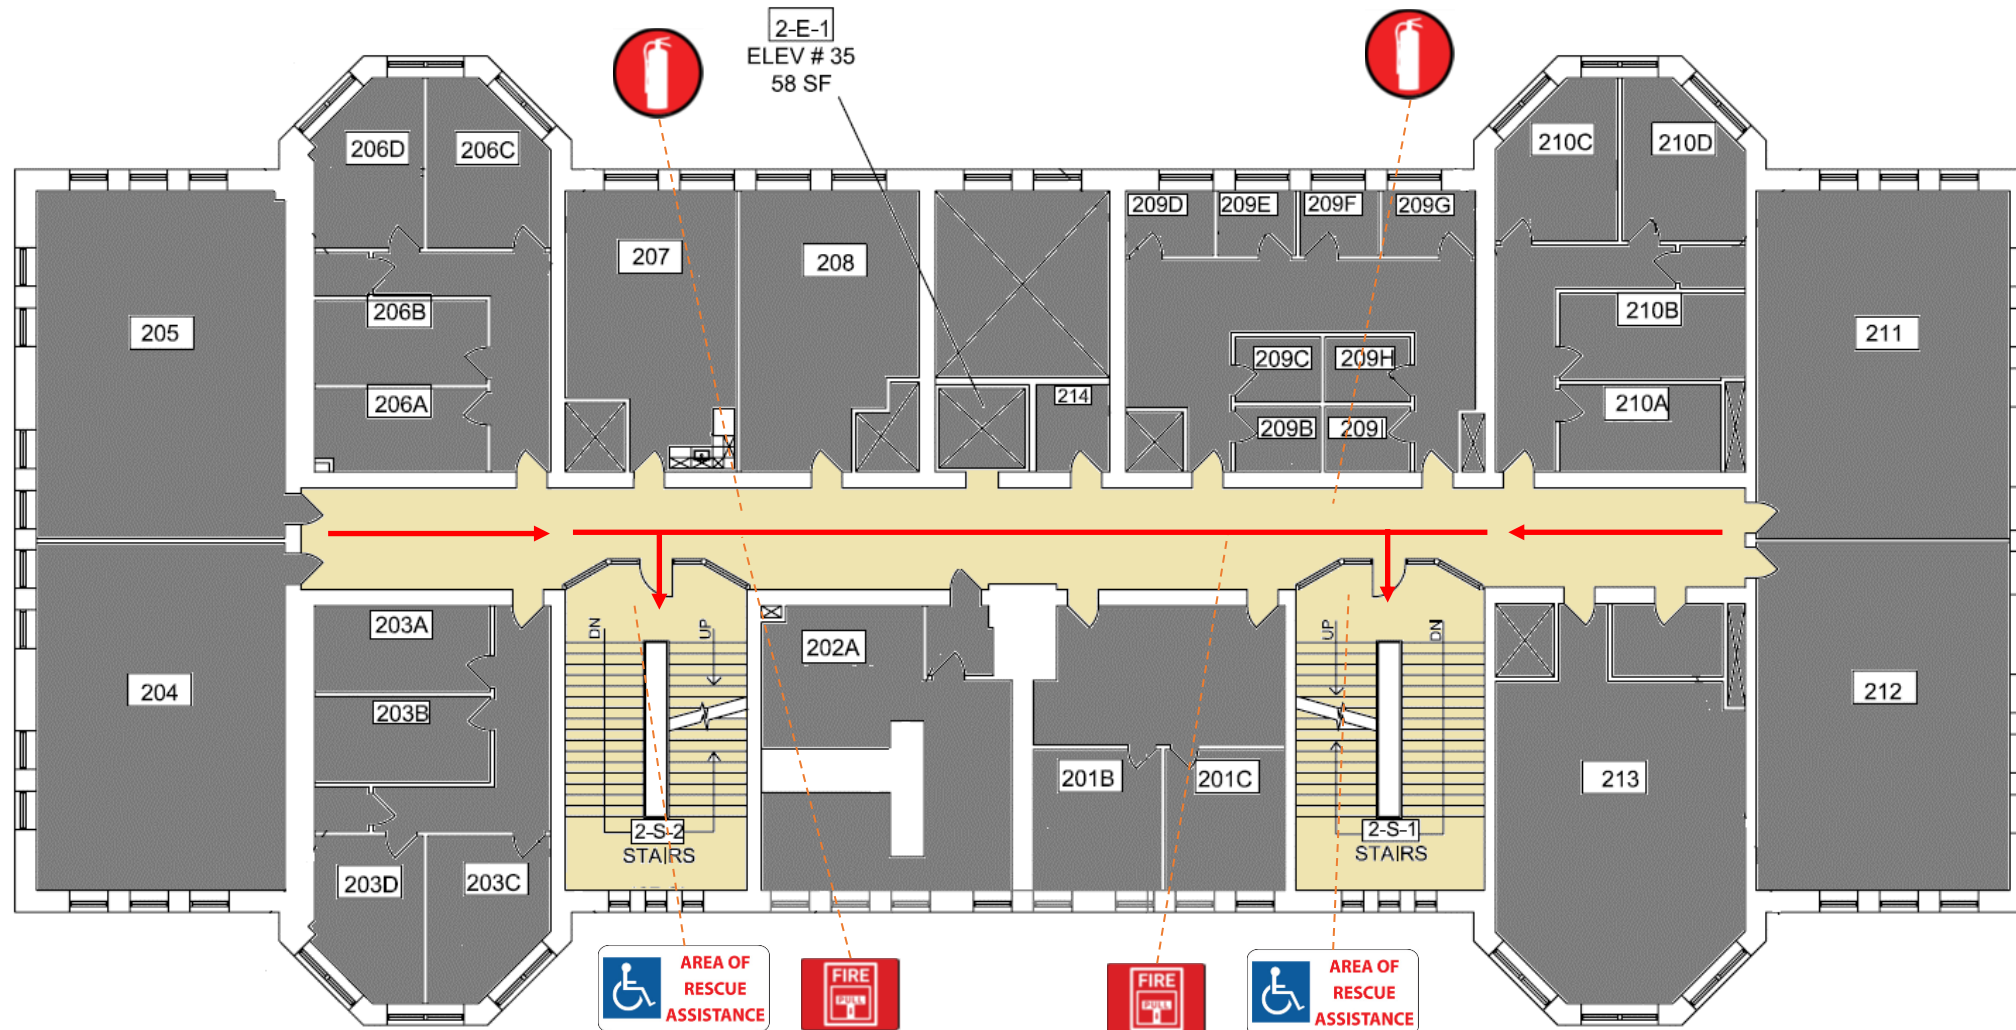 2-E-1
ELEV # 35
58 SF
206D
206C
210C
210D
209D
209E
209F
209G
207
208
206B
205
210B
211
209C
209H
206A
214
210A
209B
209I
203A
DN
UP
202A
UP
DN
204
212
203B
201B
201C
213
2-S-2
STAIRS
2-S-1
STAIRS
203D
203C
AREA OF
RESCUE
ASSISTANCE
FIRE
PULL
FIRE
PULL
AREA OF
RESCUE
ASSISTANCE